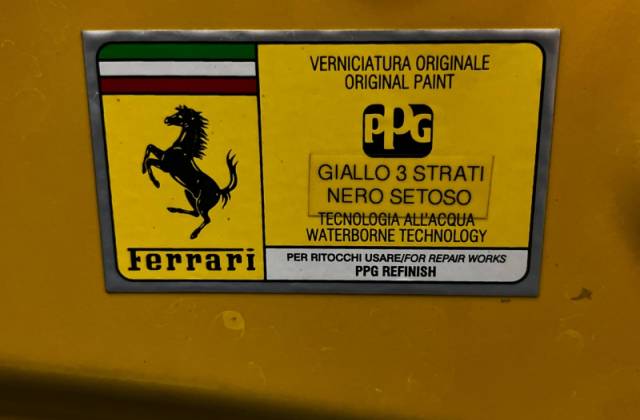 VERNICIATURA ORIGINALE
ORIGINAL PAINT
PPG
GIALLO 3 STRATI
NERO SETOSO
TECNOLOGIA ALL'ACQUA
WATERBORNE TECHNOLOGY
Ferrari
PER RITOCCHI USARE/FOR REPAIR WORKS
PPG REFINISH